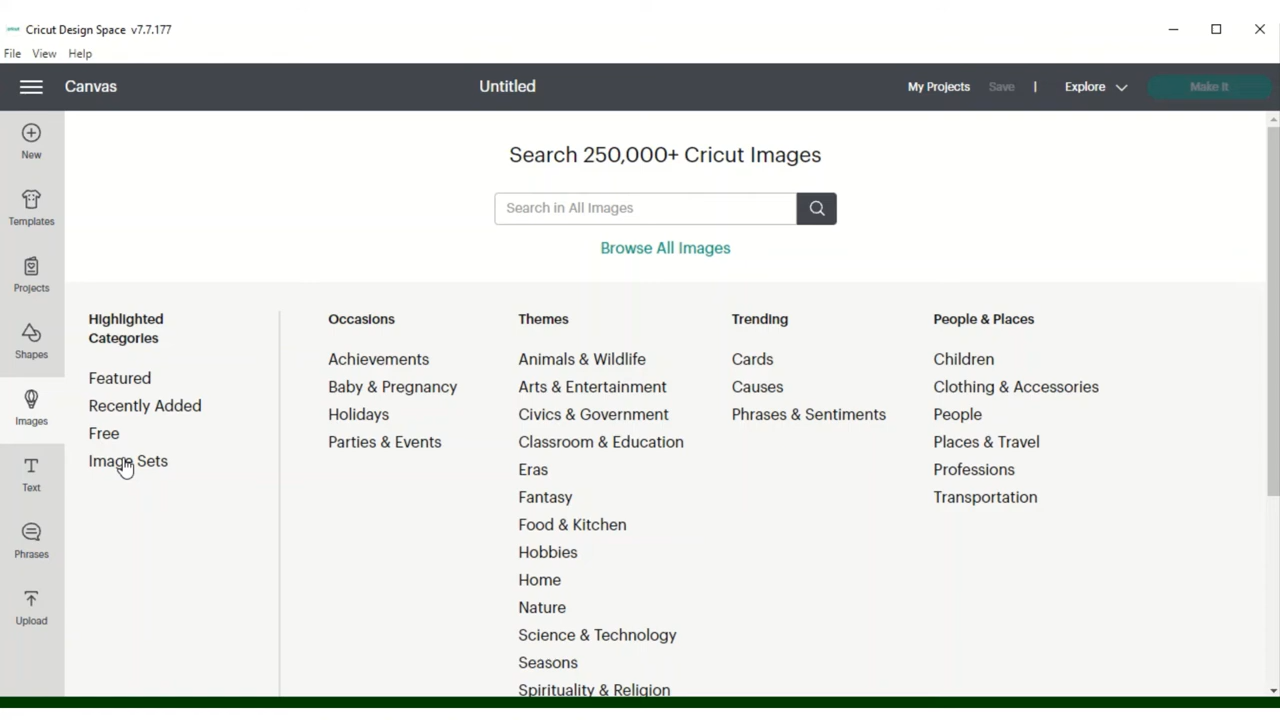 cricut Cricut Design Space v7.7.177
File View Help
Canvas Untitled My Projects Save | Explore Make It
New
Templates
Projects
Shapes
Images
Text
Phrases
Upload
Search 250,000+ Cricut Images
Search in All Images
Browse All Images
Highlighted
Categories
Featured
Recently Added
Free
Image Sets
Occasions
Achievements
Baby & Pregnancy
Holidays
Parties & Events
Themes
Animals & Wildlife
Arts & Entertainment
Civics & Government
Classroom & Education
Eras
Fantasy
Food & Kitchen
Hobbies
Home
Nature
Science & Technology
Seasons
Spirituality & Religion
Trending
Cards
Causes
Phrases & Sentiments
People & Places
Children
Clothing & Accessories
People
Places & Travel
Professions
Transportation